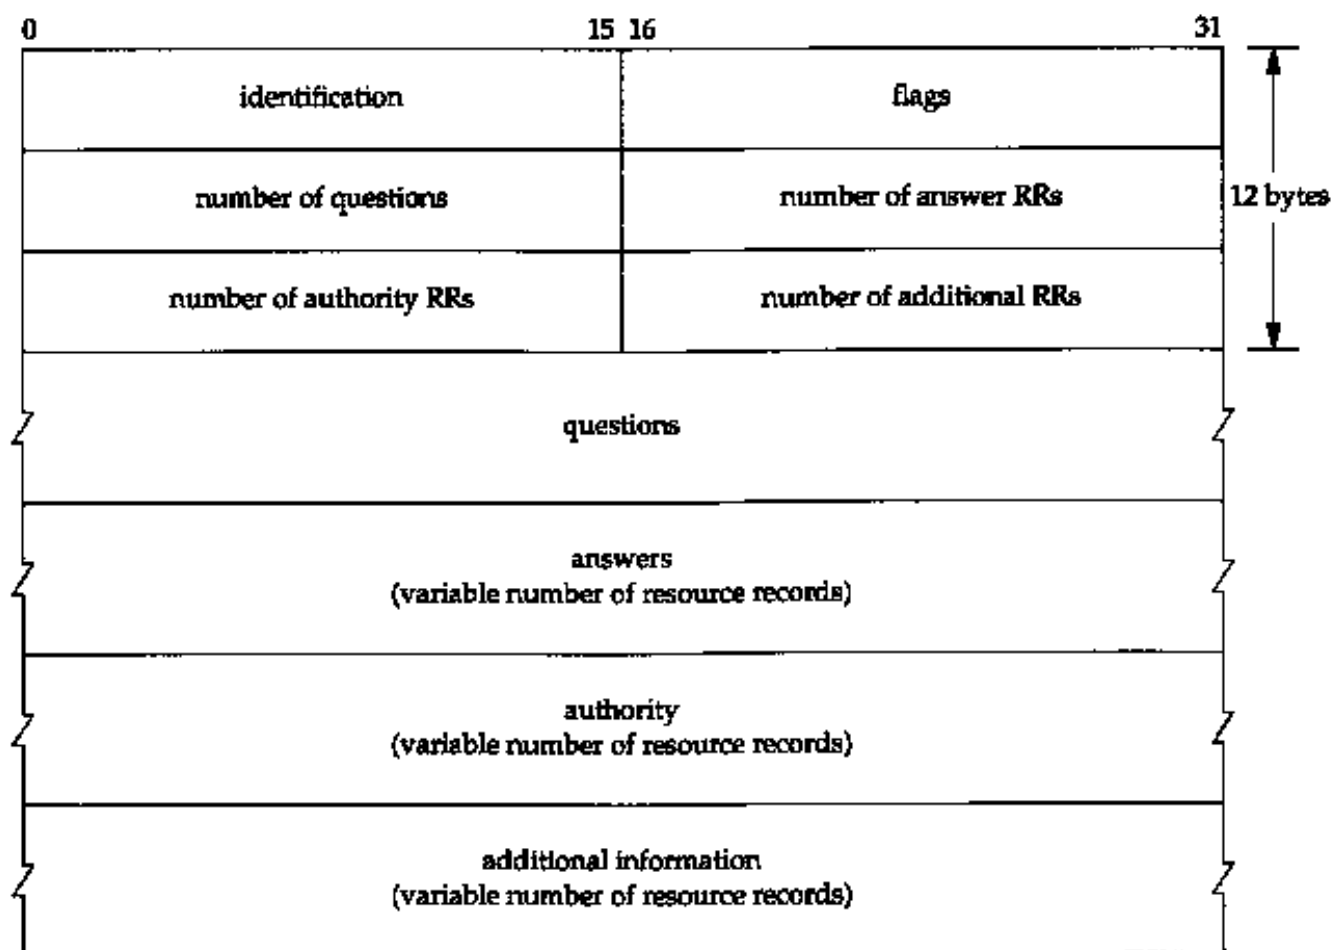 0 15 16 31
identification flags
number of questions number of answer RRs 12 bytes
number of authority RRs number of additional RRs
questions
answers
(variable number of resource records)
authority
(variable number of resource records)
additional information
(variable number of resource records)